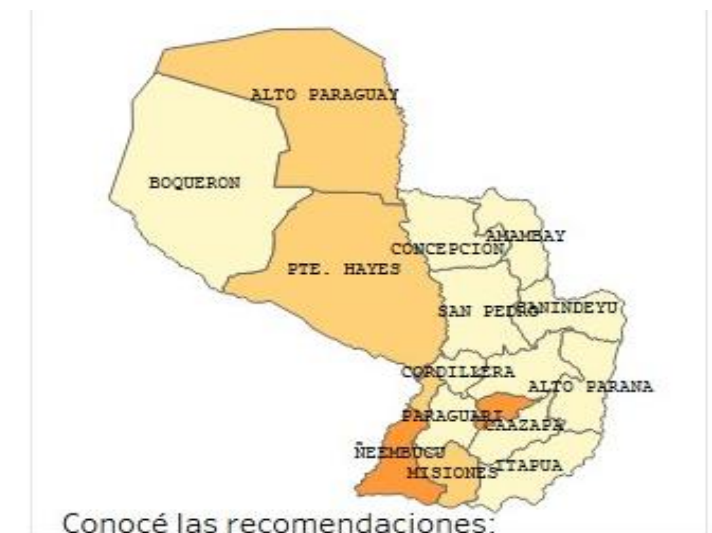 ALTO PARAGUAY
BOQUERON
AMAMBAY
CONCEPCIÓN
PTE. HAYES
SAN PEDRO
CANINDEYU
CORDILLERA
ALTO PARANA
PARAGUARI
CAAZAPA
ÑEEMBUCU
ITAPUA
MISIONES
Conocé las recomendaciones: